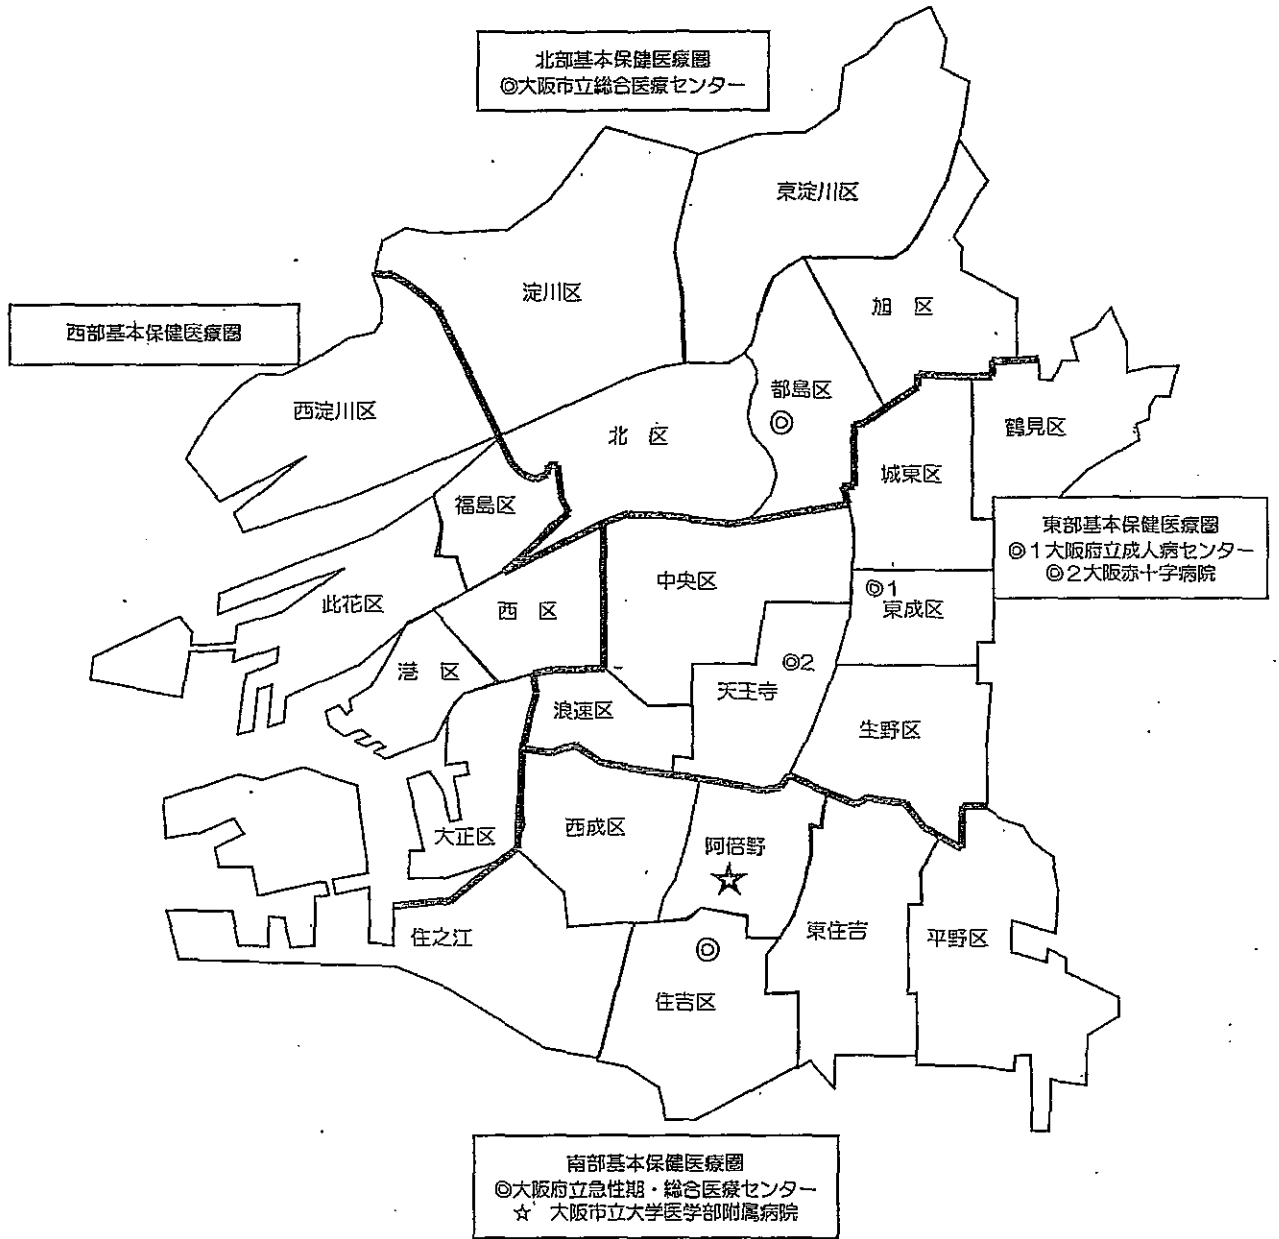 北部基本保健医療圏
◎大阪市立総合医療センター
東淀川区
淀川区
旭 区
西部基本保健医療圏
都島区
◎
西淀川区
北 区
鶴見区
城東区
福島区
東部基本保健医療圏
◎1大阪府立成人病センター
◎2大阪赤十字病院
中央区
◎1
東成区
此花区
西 区
港 区
◎2
天王寺
浪速区
生野区
大正区
西成区
阿倍野
☆
住之江
東住吉
平野区
◎
住吉区
南部基本保健医療圏
◎大阪府立急性期・総合医療センター
☆ 大阪市立大学医学部附属病院